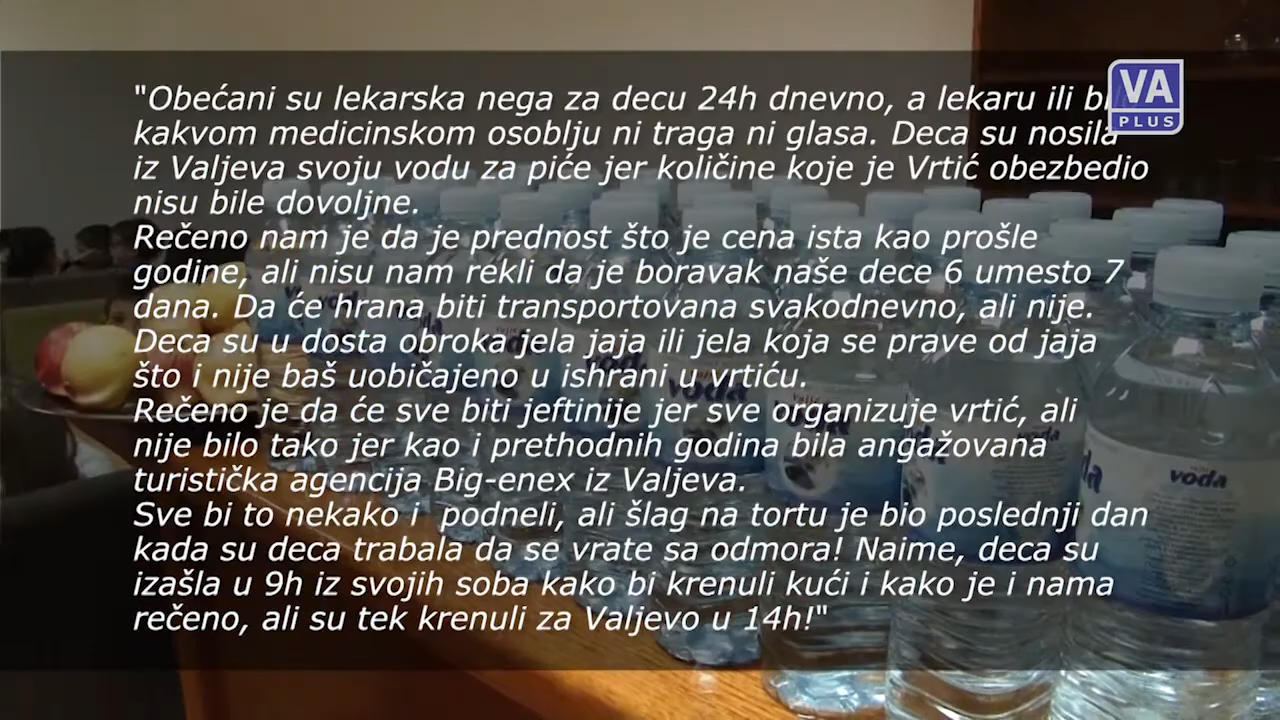 "Obećani su lekarska nega za decu 24h dnevno, a lekaru ili
kakvom medicinskom osoblju ni traga ni glasa. Deca su nosila
iz Valjeva svoju vodu za piće jer količine koje je Vrtić obezbedio
nisu bile dovoljne.
Rečeno nam je da je prednost što je cena ista kao prošle
godine, ali nisu nam rekli da je boravak naše dece 6 umesto 7
dana. Da će hrana biti transportovana svakodnevno, ali nije.
Deca su u dosta obroka jela jaja ili jela koja se prave od jaja
što i nije baš uobičajeno u ishrani u vrtiću.
Rečeno je da će sve biti jeftinije jer sve organizuje vrtić, ali
nije bilo tako jer kao i prethodnih godina bila angažovana
turistička agencija Big-enex iz Valjeva.
Sve bi to nekako i  podneli, ali šlag na tortu je bio poslednji dan
kada su deca trabala da se vrate sa odmora! Naime, deca su
izašla u 9h iz svojih soba kako bi krenuli kući i kako je i nama
rečeno, ali su tek krenuli za Valjevo u 14h!"
VA
PLUS
voda
voda
voda